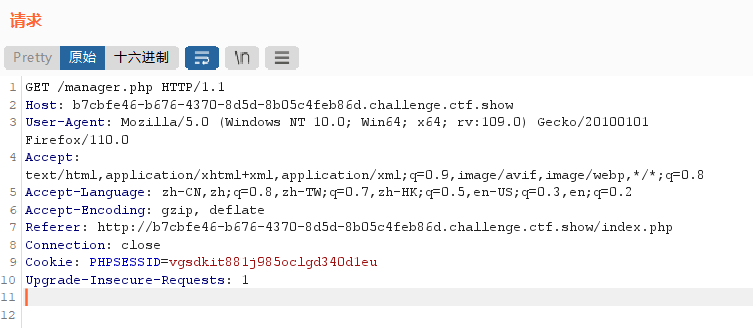 请求
Pretty 原始 十六进制 \n
1 GET /manager.php HTTP/1.1
2 Host: b7cbfe46-b676-4370-8d5d-8b05c4feb86d.challenge.ctf.show
3 User-Agent: Mozilla/5.0 (Windows NT 10.0; Win64; x64; rv:109.0) Gecko/20100101
Firefox/110.0
4 Accept:
text/html,application/xhtml+xml,application/xml;q=0.9,image/avif,image/webp,*/*;q=0.8
5 Accept-Language: zh-CN,zh;q=0.8,zh-TW;q=0.7,zh-HK;q=0.5,en-US;q=0.3,en;q=0.2
6 Accept-Encoding: gzip, deflate
7 Referer: http://b7cbfe46-b676-4370-8d5d-8b05c4feb86d.challenge.ctf.show/index.php
8 Connection: close
9 Cookie: PHPSESSID=vgsdkit881j985oclgd340d1eu
10 Upgrade-Insecure-Requests: 1
11
12